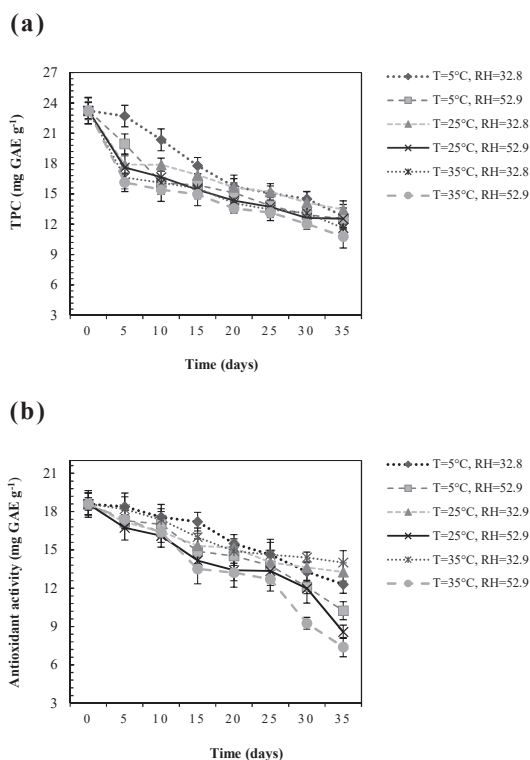 (a)
27
24
21
18
15
12
9
6
3
TPC (mg GAE g⁻¹)
0 5 10 15 20 25 30 35
Time (days)
T=5°C, RH=32.8
T=5°C, RH=52.9
T=25°C, RH=32.8
T=25°C, RH=52.9
T=35°C, RH=32.8
T=35°C, RH=52.9
(b)
21
18
15
12
9
6
3
Antioxidant activity (mg GAE g⁻¹)
0 5 10 15 20 25 30 35
Time (days)
T=5°C, RH=32.8
T=5°C, RH=52.9
T=25°C, RH=32.9
T=25°C, RH=52.9
T=35°C, RH=32.9
T=35°C, RH=52.9